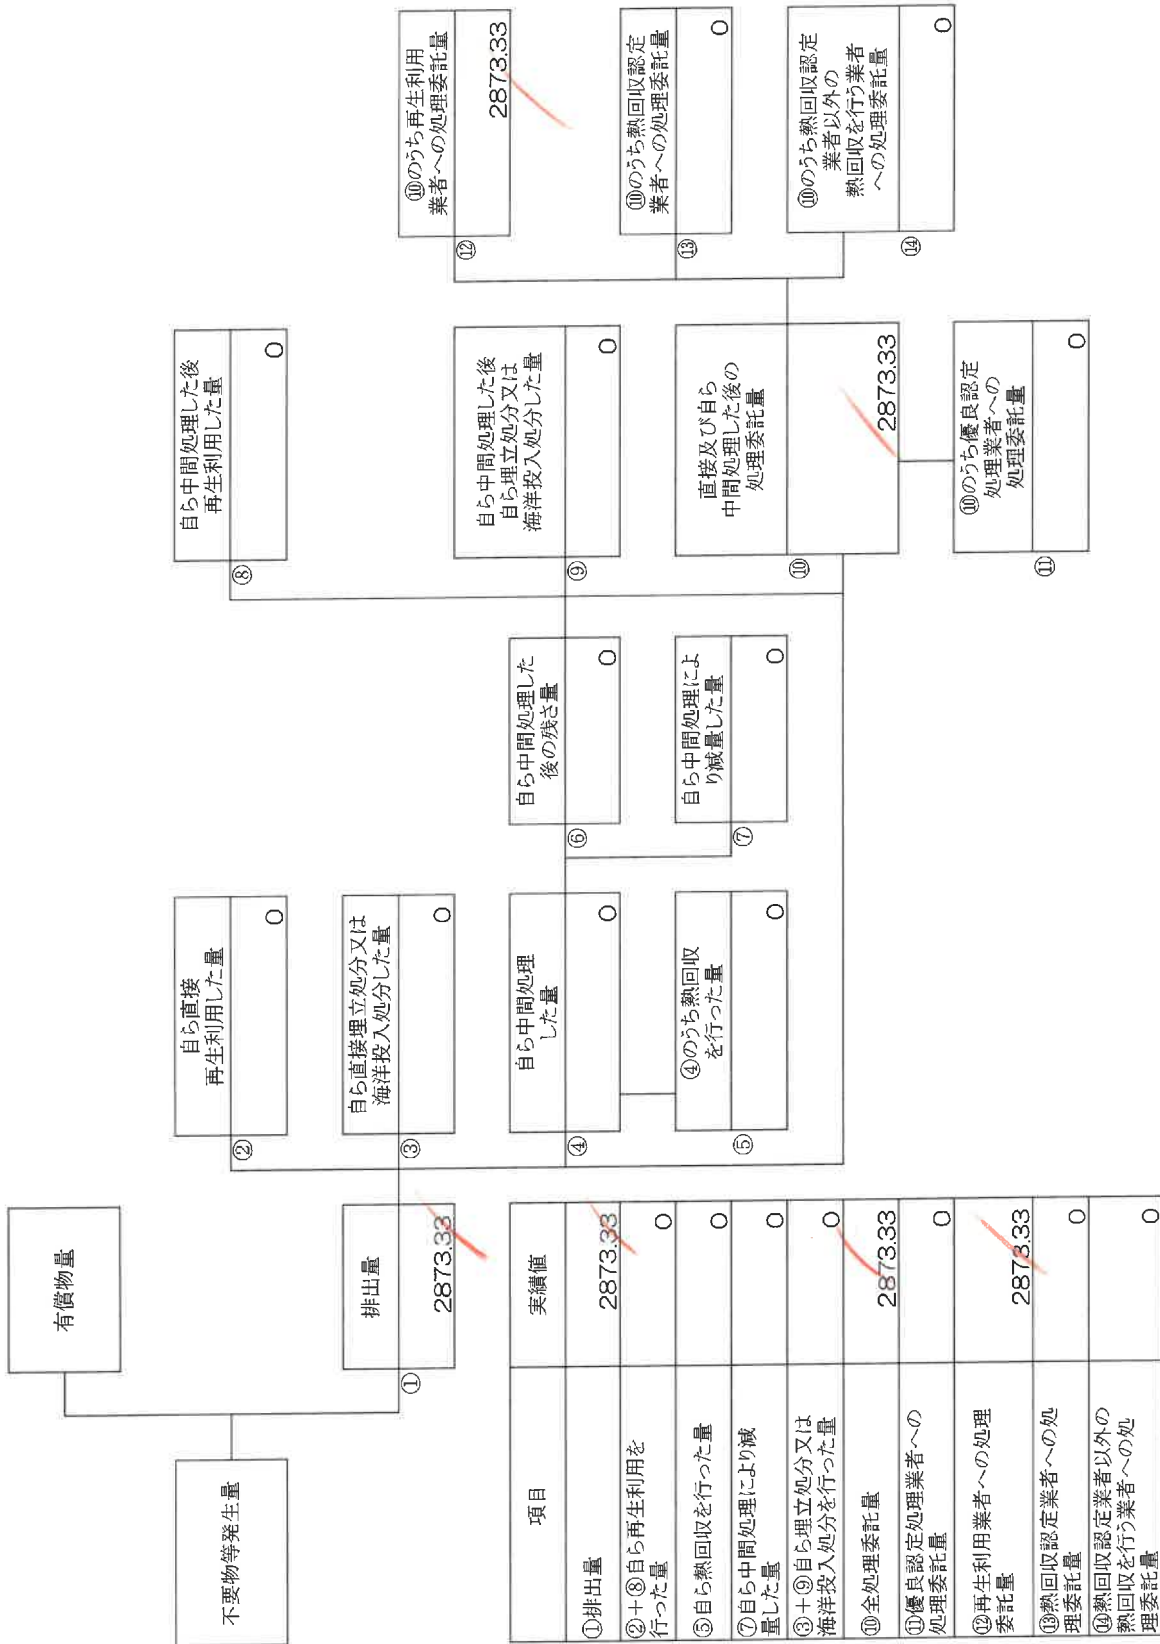 不要物等発生量
有償物量
①
排出量
2873.33
②
自ら直接
再生利用した量
0
③
自ら直接埋立処分又は
海洋投入処分した量
0
④
自ら中間処理
した量
0
⑤
④のうち熱回収
を行った量
0
⑥
自ら中間処理した
後の残さ量
0
⑦
自ら中間処理によ
り減量した量
0
⑧
自ら中間処理した後
再生利用した量
0
⑨
自ら中間処理した後
自ら埋立処分又は
海洋投入処分した量
0
⑩
直接及び自ら
中間処理した後の
処理委託量
2873.33
⑪
⑩のうち優良認定
処理業者への
処理委託量
0
⑫
⑩のうち再生利用
業者への処理委託量
2873.33
⑬
⑩のうち熱回収認定
業者への処理委託量
0
⑭
⑩のうち熱回収認定
業者以外の
熱回収を行う業者
への処理委託量
0
項目 実績値
①排出量 2873.33
②+⑧自ら再生利用を
行った量 0
⑤自ら熱回収を行った量 0
⑦自ら中間処理により減
量した量 0
③+⑨自ら埋立処分又は
海洋投入処分を行った量 0
⑩全処理委託量 2873.33
⑪優良認定処理業者への
処理委託量 0
⑫再生利用業者への処理
委託量 2873.33
⑬熱回収認定業者への処
理委託量 0
⑭熱回収認定業者以外の
熱回収を行う業者への処
理委託量 0